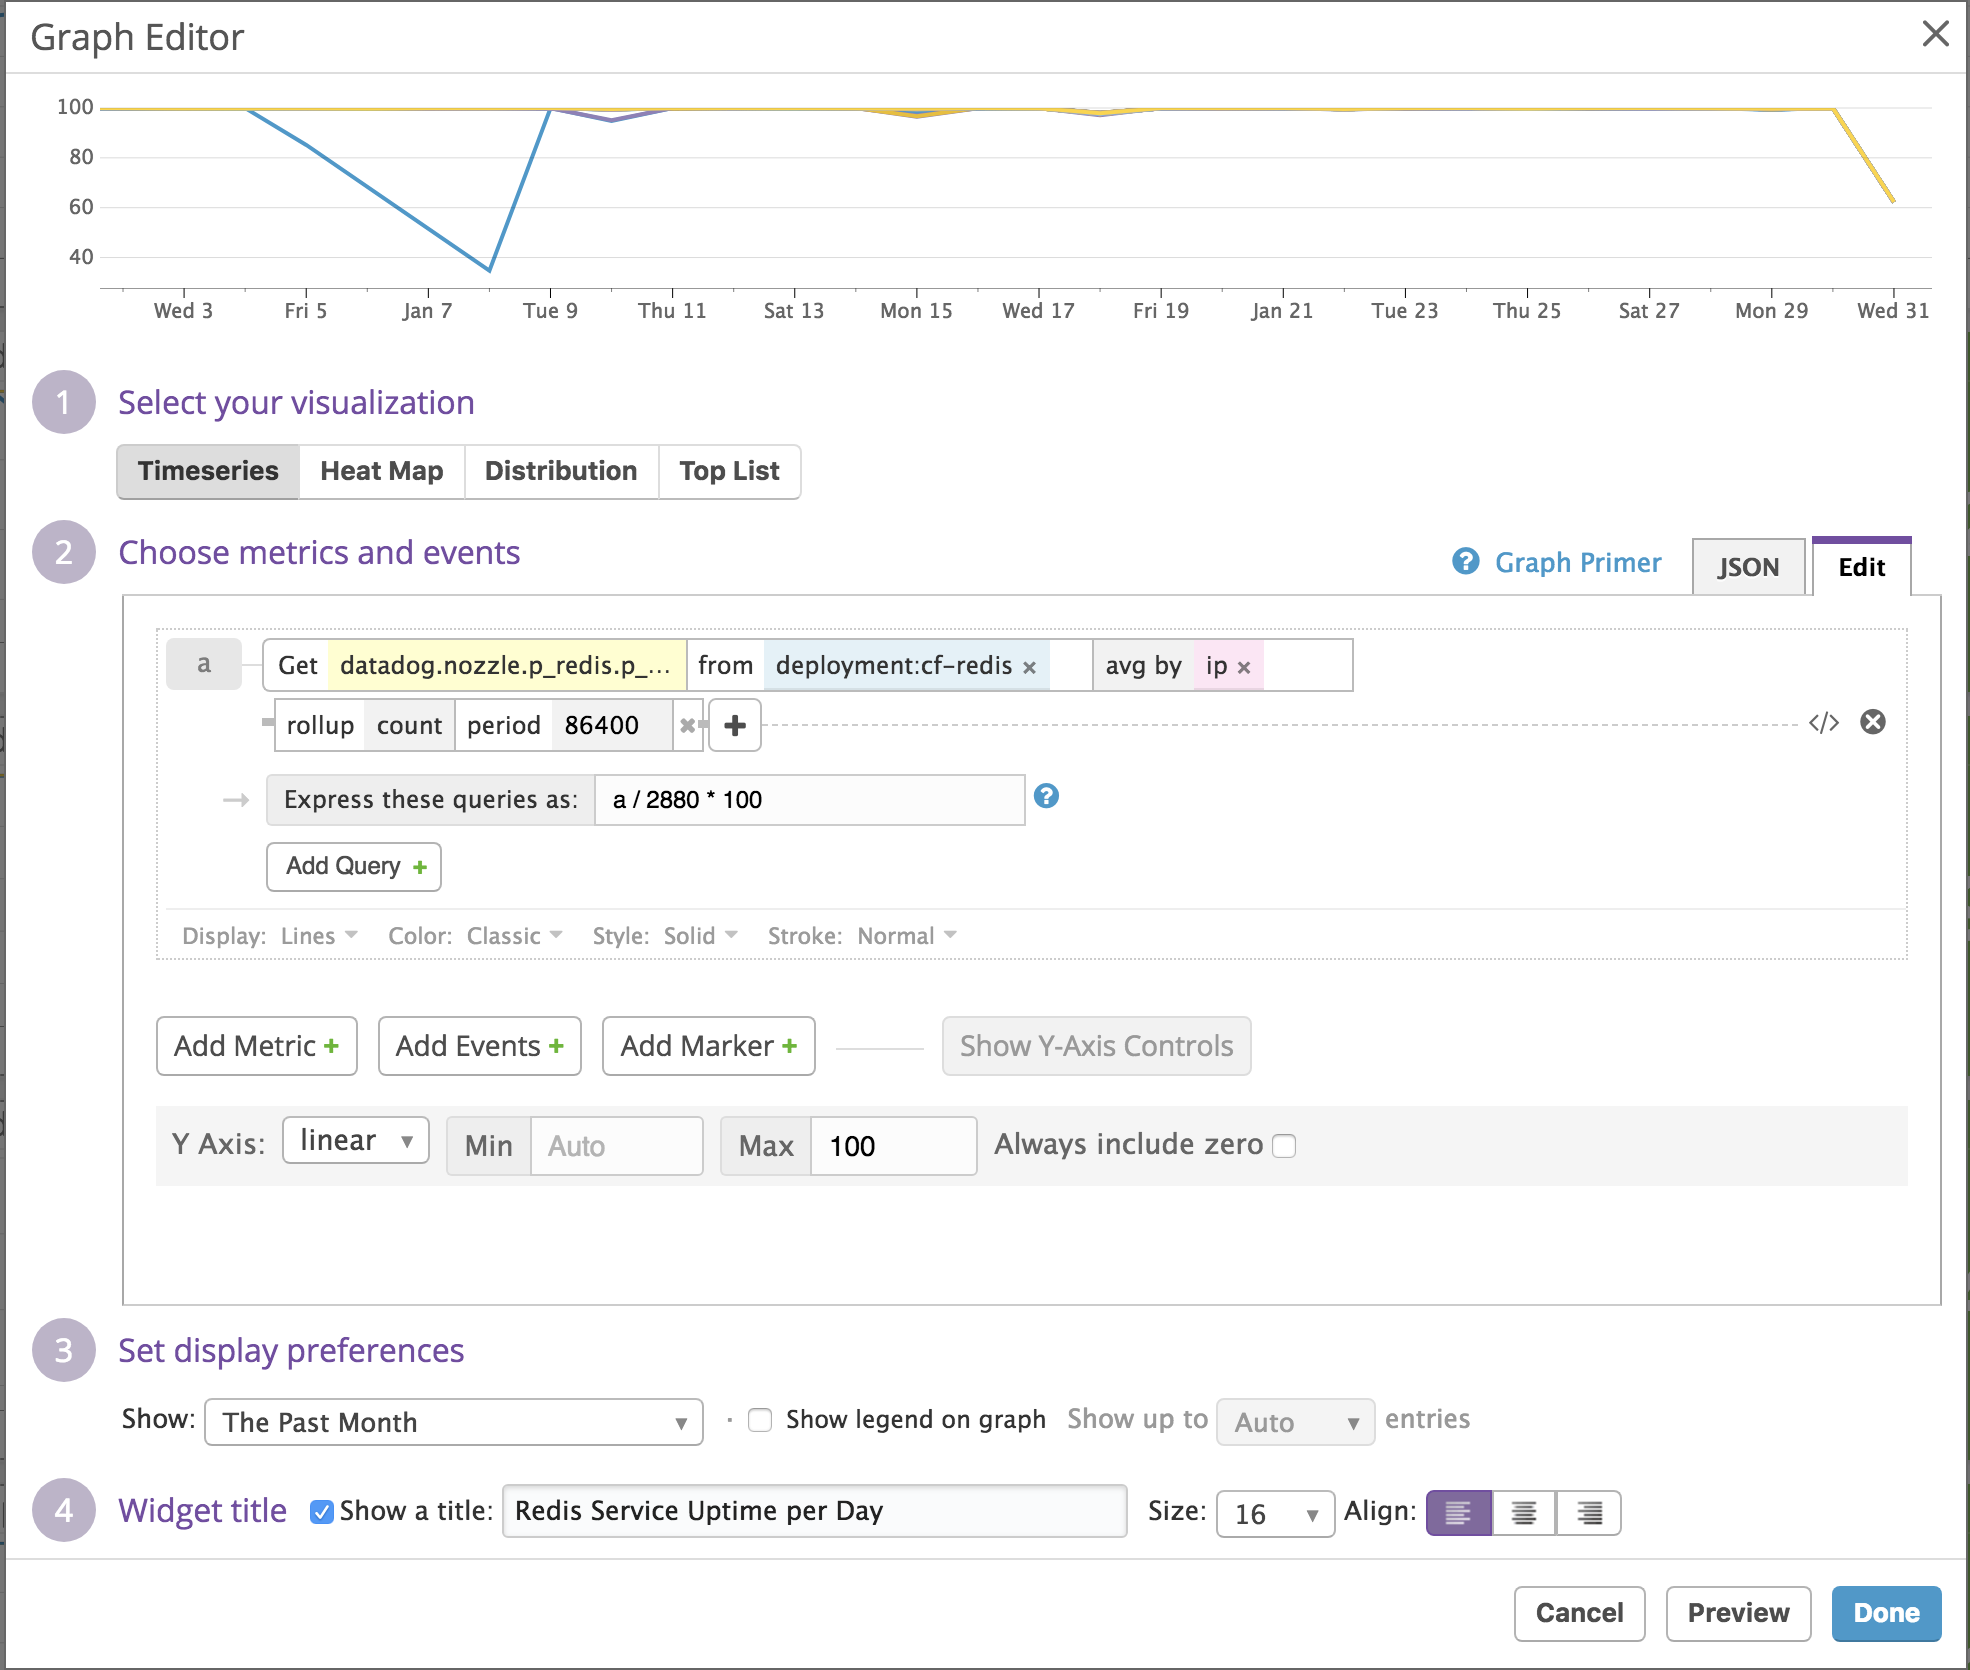 Graph Editor
100
80
60
40
Wed 3 Fri 5 Jan 7 Tue 9 Thu 11 Sat 13 Mon 15 Wed 17 Fri 19 Jan 21 Tue 23 Thu 25 Sat 27 Mon 29 Wed 31
1 Select your visualization
Timeseries Heat Map Distribution Top List
2 Choose metrics and events
? Graph Primer JSON Edit
a Get datadog.nozzle.p_redis.p_... from deployment:cf-redis × avg by ip ×
rollup count period 86400 × + </>
Express these queries as: a / 2880 * 100 ?
Add Query +
Display: Lines Color: Classic Style: Solid Stroke: Normal
Add Metric + Add Events + Add Marker + Show Y-Axis Controls
Y Axis: linear Min Auto Max 100 Always include zero
3 Set display preferences
Show: The Past Month · Show legend on graph Show up to Auto entries
4 Widget title Show a title: Redis Service Uptime per Day Size: 16 Align:
Cancel Preview Done